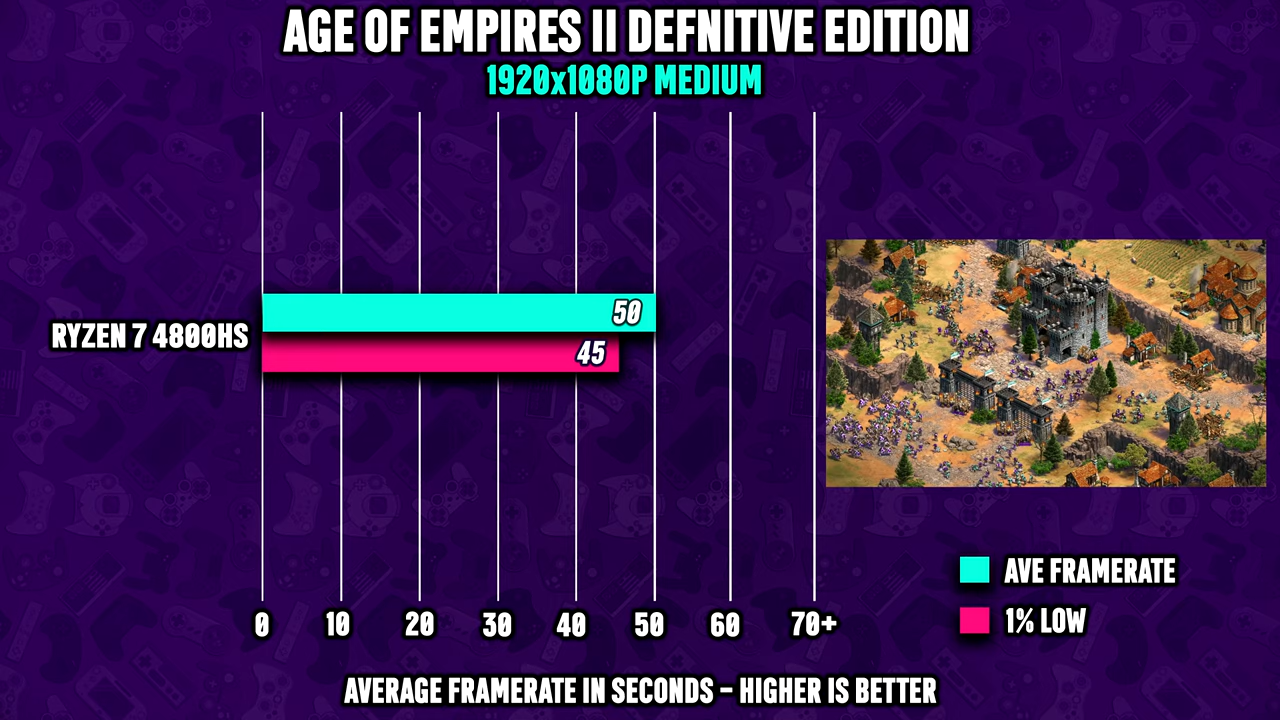 AGE OF EMPIRES II DEFNITIVE EDITION
1920x1080P MEDIUM
RYZEN 7 4800HS
50
45
0 10 20 30 40 50 60 70+
AVE FRAMERATE
1% LOW
AVERAGE FRAMERATE IN SECONDS – HIGHER IS BETTER